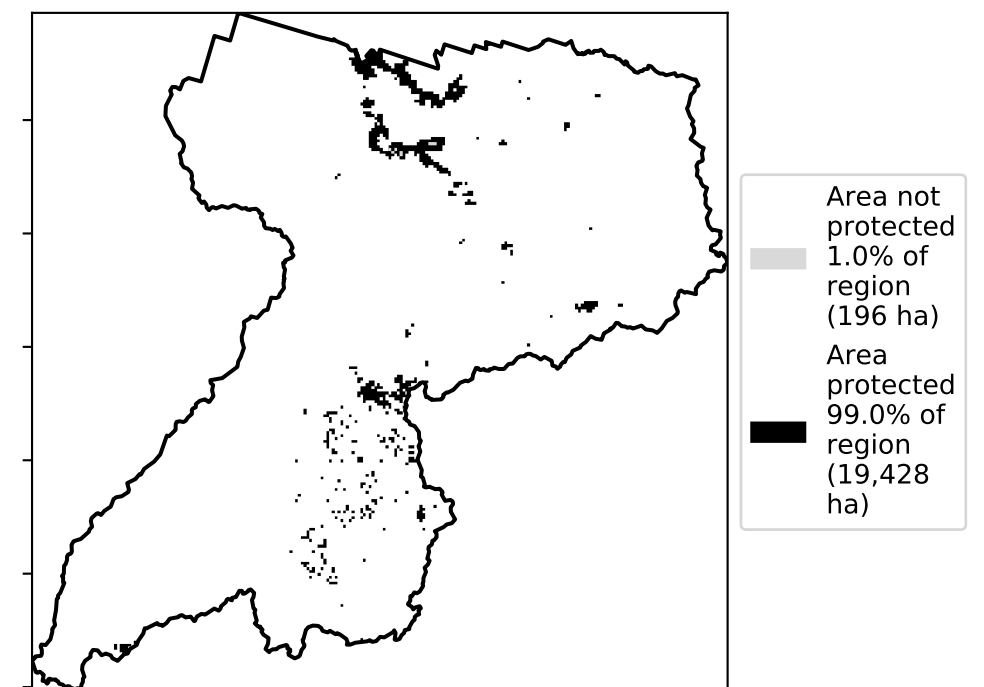 Area not
protected
1.0% of
region
(196 ha)
Area
protected
99.0% of
region
(19,428
ha)